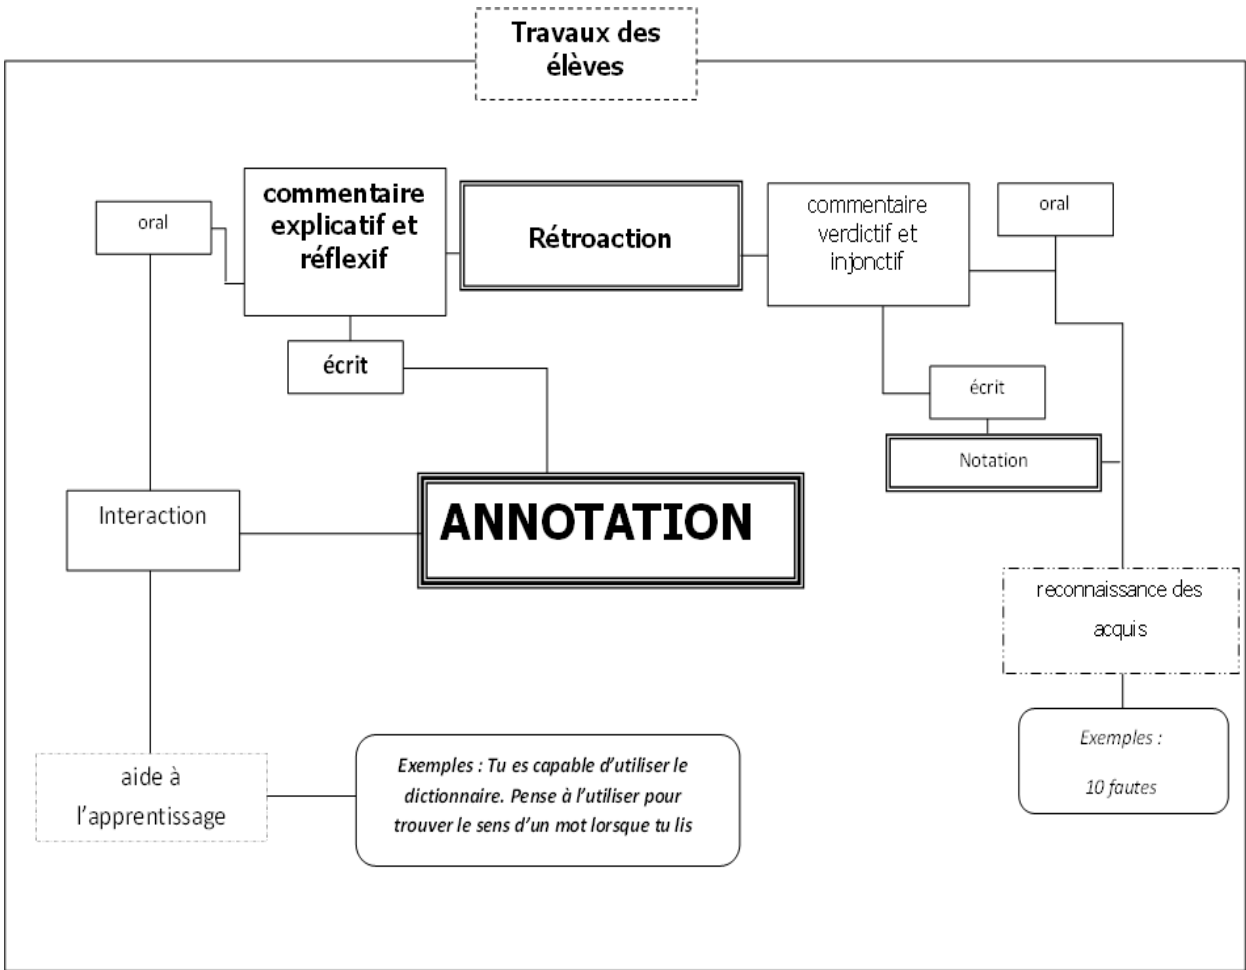 Travaux des
élèves
oral
commentaire
explicatif et
réflexif
Rétroaction
commentaire
verdictif et
injonctif
oral
écrit
écrit
Notation
Interaction
ANNOTATION
reconnaissance des
acquis
aide à
l'apprentissage
Exemples : Tu es capable d'utiliser le
dictionnaire. Pense à l'utiliser pour
trouver le sens d'un mot lorsque tu lis
Exemples :
10 fautes